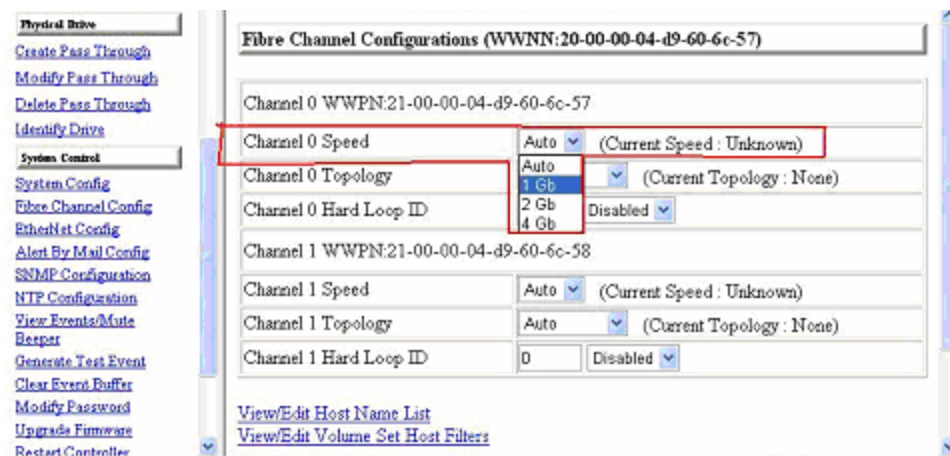 Physical Drive
Create Pass Through
Modify Pass Through
Delete Pass Through
Identify Drive
System Control
System Config
Fibre Channel Config
EtherNet Config
Alert By Mail Config
SNMP Configuration
NTP Configuration
View Events/Mute
Beeper
Generate Test Event
Clear Event Buffer
Modify Password
Upgrade Firmware
Restart Controller
Fibre Channel Configurations (WWNN:20-00-00-04-d9-60-6c-57)
Channel 0 WWPN:21-00-00-04-d9-60-6c-57
Channel 0 Speed Auto (Current Speed : Unknown)
Auto
1 Gb
2 Gb
4 Gb
Channel 0 Topology (Current Topology : None)
Channel 0 Hard Loop ID Disabled
Channel 1 WWPN:21-00-00-04-d9-60-6c-58
Channel 1 Speed Auto (Current Speed : Unknown)
Channel 1 Topology Auto (Current Topology : None)
Channel 1 Hard Loop ID 0 Disabled
View/Edit Host Name List
View/Edit Volume Set Host Filters